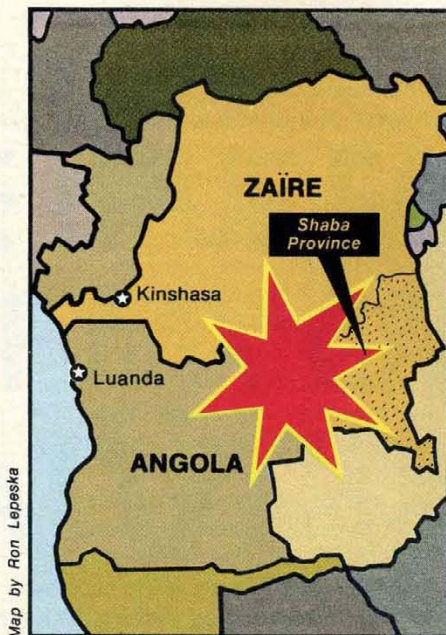 ZAÏRE
Shaba
Province
Kinshasa
Luanda
ANGOLA
Map by Ron Lepeska